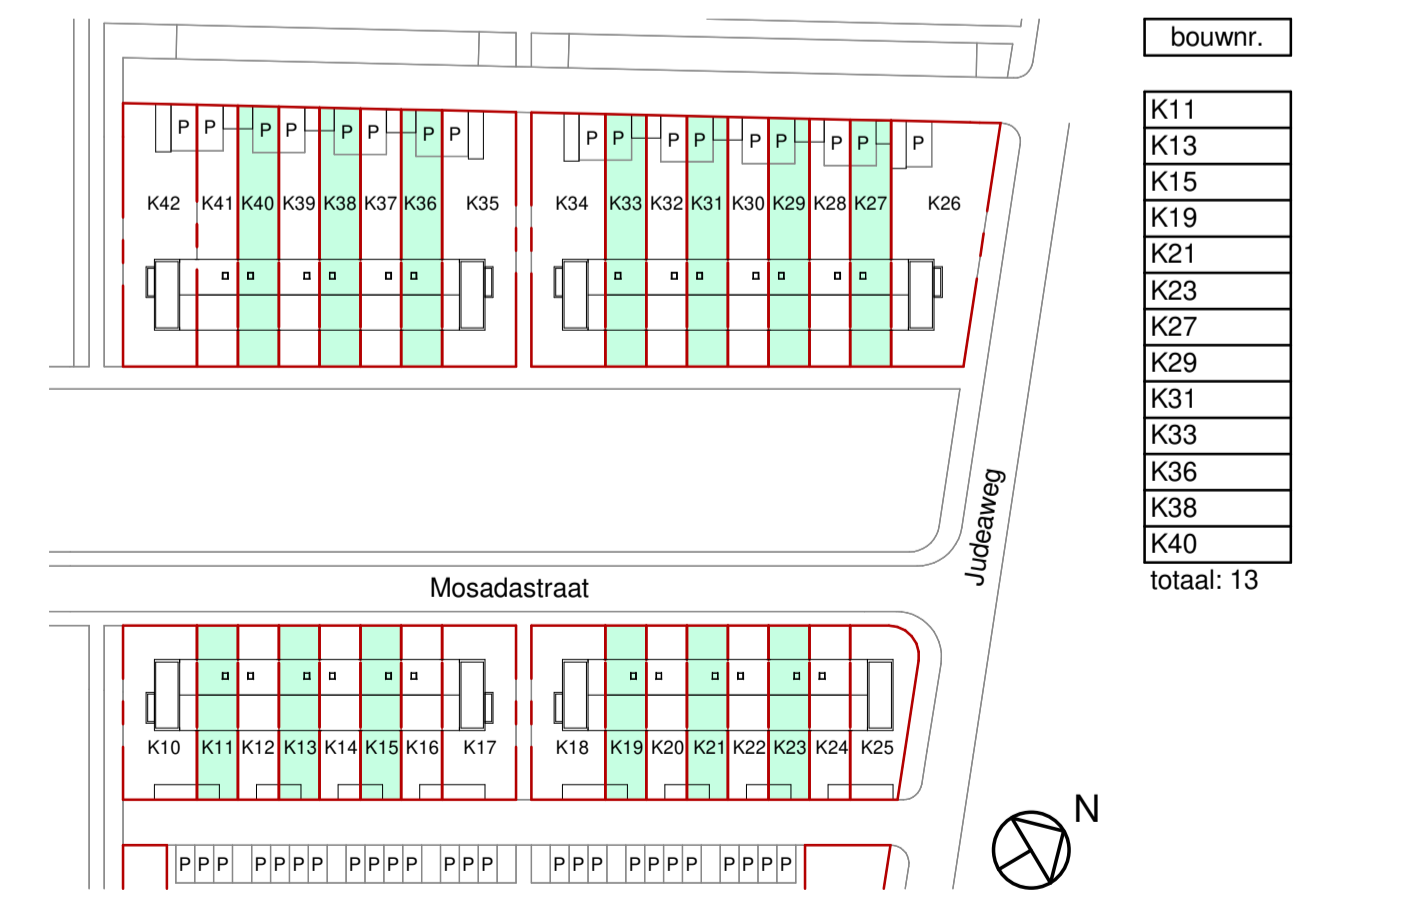 bouwnr.
P P P P P P P P P P P P P P P P P
K42 K41 K40 K39 K38 K37 K36 K35 K34 K33 K32 K31 K30 K29 K28 K27 K26
K11
K13
K15
K19
K21
K23
K27
K29
K31
K33
K36
K38
K40
totaal: 13
Judeaweg
Mosadastraat
K10 K11 K12 K13 K14 K15 K16 K17 K18 K19 K20 K21 K22 K23 K24 K25
N
P P P P P P P P P P P P P P P P P P P P P P P P P